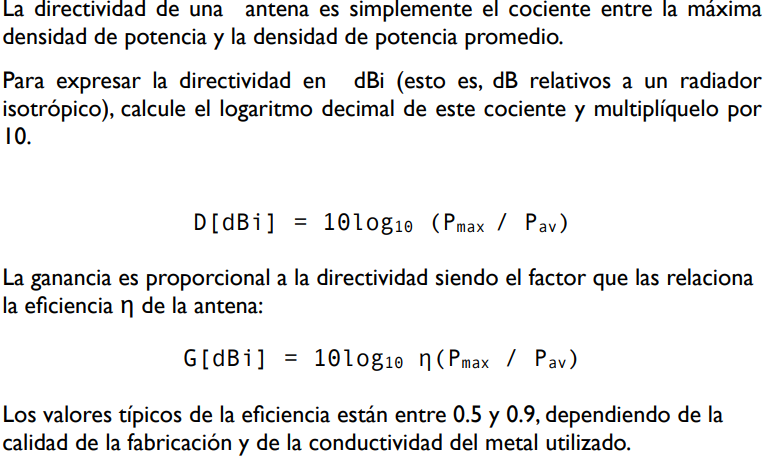 La directividad de una antena es simplemente el cociente entre la máxima
densidad de potencia y la densidad de potencia promedio.
Para expresar la directividad en dBi (esto es, dB relativos a un radiador
isotrópico), calcule el logaritmo decimal de este cociente y multiplíquelo por
10.
D[dBi] = 10log₁₀ (Pmax / Pav)
La ganancia es proporcional a la directividad siendo el factor que las relaciona
la eficiencia η de la antena:
G[dBi] = 10log₁₀ η(Pmax / Pav)
Los valores típicos de la eficiencia están entre 0.5 y 0.9, dependiendo de la
calidad de la fabricación y de la conductividad del metal utilizado.